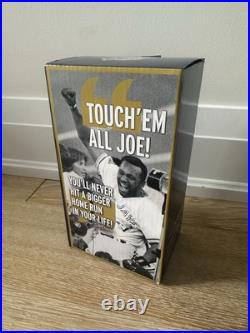 TOUCH'EM
ALL JOE!
YOU'LL NEVER
HIT A BIGGER
HOME RUN
IN YOUR LIFE!